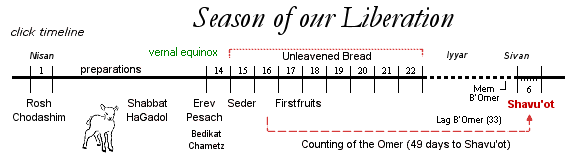 Season of our Liberation
click timeline
Nisan
vernal equinox
Unleavened Bread
Iyyar
Sivan
1
preparations
14 15 16 17 18 19 20 21 22
6
Rosh
Chodashim
Shabbat
HaGadol
Erev
Pesach
Bedikat
Chametz
Seder
Firstfruits
Mem
B'Omer
Shavu'ot
Lag B'Omer (33)
Counting of the Omer (49 days to Shavu'ot)